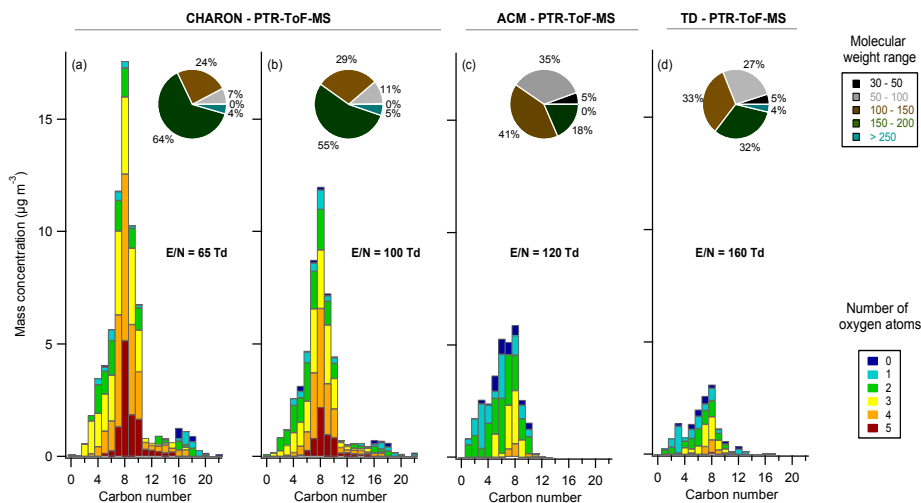 CHARON - PTR-ToF-MS
ACM - PTR-ToF-MS
TD - PTR-ToF-MS
Molecular
weight range
30 - 50
50 - 100
100 - 150
150 - 200
> 250
(a)
24%
7%
0%
4%
64%
(b)
29%
11%
0%
5%
55%
(c)
35%
5%
0%
18%
41%
(d)
27%
5%
4%
32%
33%
E/N = 65 Td
E/N = 100 Td
E/N = 120 Td
E/N = 160 Td
Mass concentration (µg m⁻³)
15
10
5
0
Number of
oxygen atoms
0
1
2
3
4
5
0 4 8 12 16 20
0 4 8 12 16 20
0 4 8 12 16 20
0 4 8 12 16 20
Carbon number
Carbon number
Carbon number
Carbon number